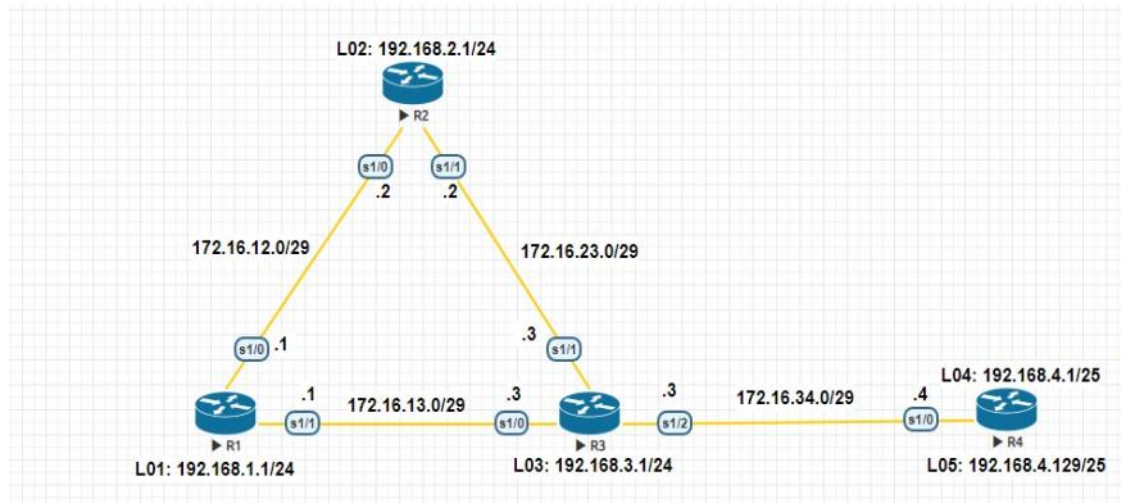 L02: 192.168.2.1/24
R2
s1/0
s1/1
.2
.2
172.16.12.0/29
172.16.23.0/29
s1/0
.1
.3
s1/1
L04: 192.168.4.1/25
.1
172.16.13.0/29
.3
.3
172.16.34.0/29
.4
s1/1
s1/0
s1/2
s1/0
R1
R3
R4
L01: 192.168.1.1/24
L03: 192.168.3.1/24
L05: 192.168.4.129/25